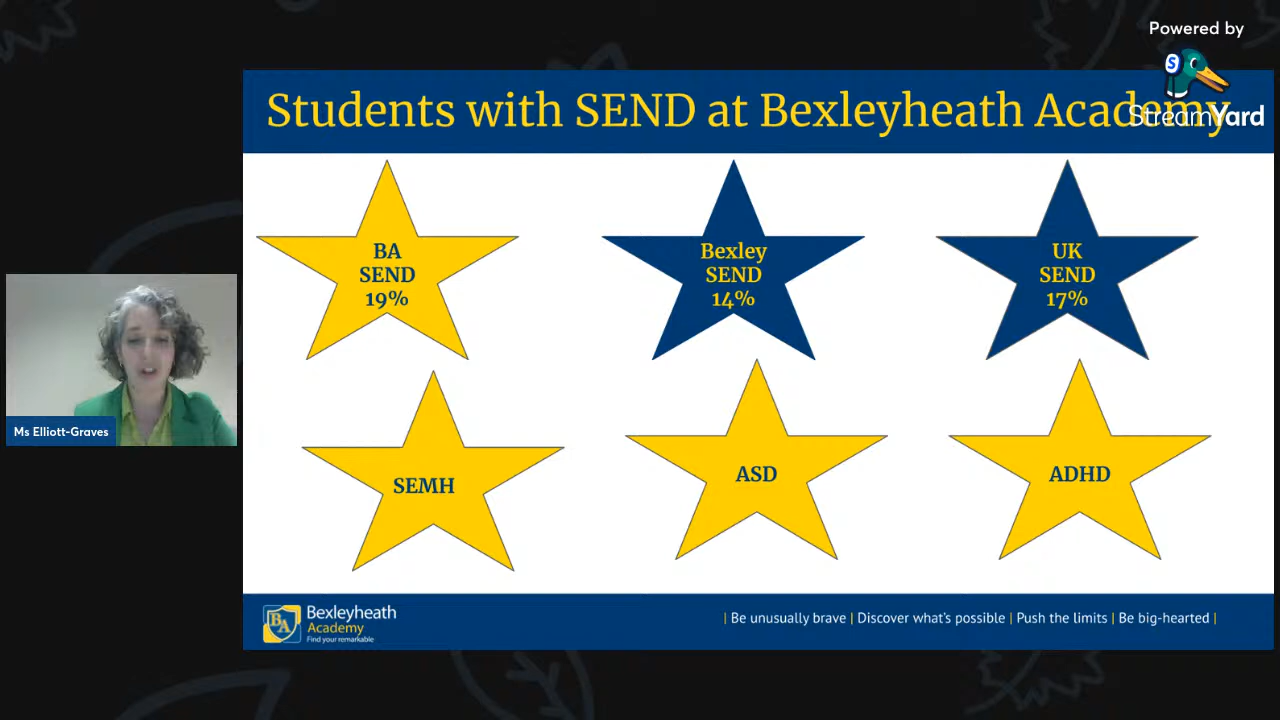 Powered by
StreamYard
Students with SEND at Bexleyheath Academy
BA
SEND
19%
Bexley
SEND
14%
UK
SEND
17%
Ms Elliott-Graves
SEMH
ASD
ADHD
BA
Bexleyheath
Academy
Find your remarkable
| Be unusually brave | Discover what's possible | Push the limits | Be big-hearted |